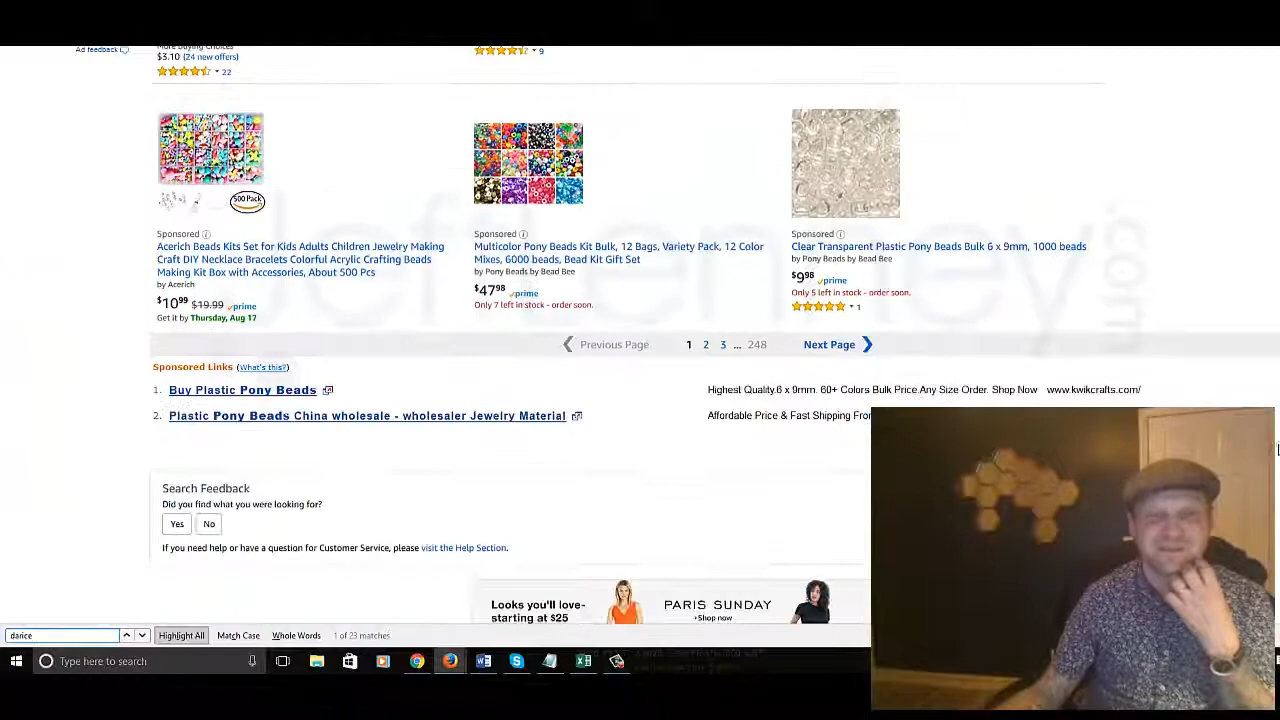 Ad feedback
More Buying Choices
$3.10 (24 new offers)
22
9
500 Pack
Sponsored
Acerich Beads Kits Set for Kids Adults Children Jewelry Making
Craft DIY Necklace Bracelets Colorful Acrylic Crafting Beads
Making Kit Box with Accessories, About 500 Pcs
by Acerich
$10.99 $19.99 prime
Get it by Thursday, Aug 17
Sponsored
Multicolor Pony Beads Kit Bulk, 12 Bags, Variety Pack, 12 Color
Mixes, 6000 beads, Bead Kit Gift Set
by Pony Beads by Bead Bee
$47.98 prime
Only 7 left in stock - order soon.
Sponsored
Clear Transparent Plastic Pony Beads Bulk 6 x 9mm, 1000 beads
by Pony Beads by Bead Bee
$9.98 prime
Only 5 left in stock - order soon.
1
Previous Page 1 2 3 ... 248 Next Page
Sponsored Links (What's this?)
1. Buy Plastic Pony Beads Highest Quality.6 x 9mm. 60+ Colors Bulk Price.Any Size Order. Shop Now www.kwikcrafts.com/
2. Plastic Pony Beads China wholesale - wholesaler Jewelry Material Affordable Price & Fast Shipping From
Search Feedback
Did you find what you were looking for?
Yes No
If you need help or have a question for Customer Service, please visit the Help Section.
Looks you'll love-
starting at $25
PARIS SUNDAY
›Shop now
darice Highlight All Match Case Whole Words 1 of 23 matches
Type here to search
.com